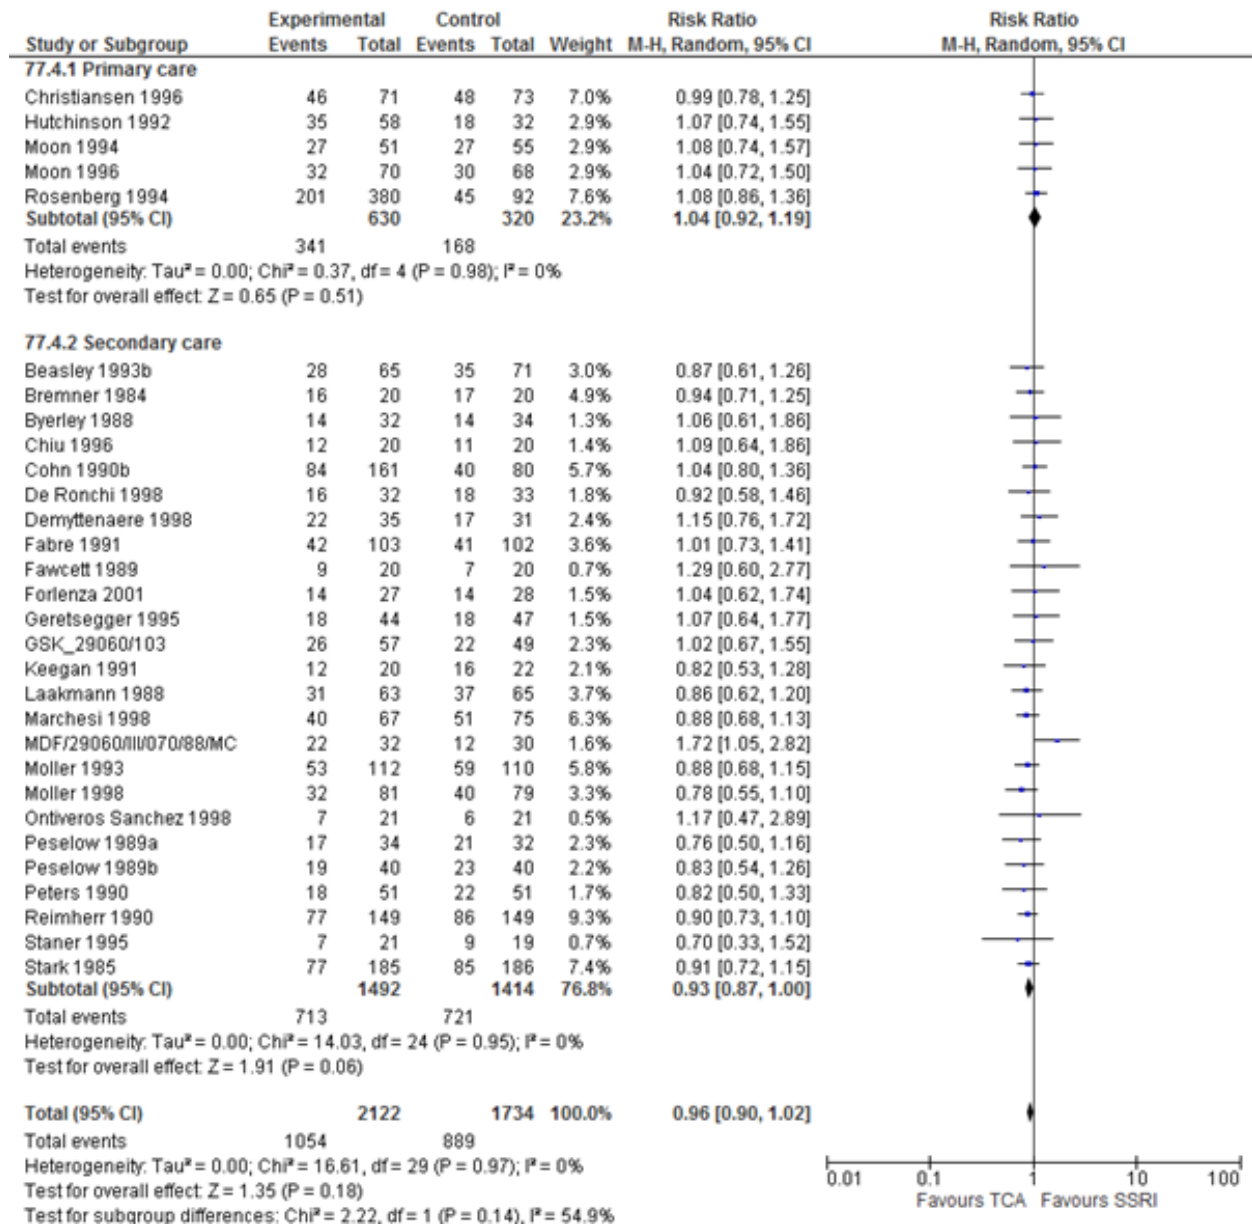 Experimental Control Risk Ratio Risk Ratio
Study or Subgroup Events Total Events Total Weight M-H, Random, 95% CI M-H, Random, 95% CI
77.4.1 Primary care
Christiansen 1996 46 71 48 73 7.0% 0.99 [0.78, 1.25]
Hutchinson 1992 35 58 18 32 2.9% 1.07 [0.74, 1.55]
Moon 1994 27 51 27 55 2.9% 1.08 [0.74, 1.57]
Moon 1996 32 70 30 68 2.9% 1.04 [0.72, 1.50]
Rosenberg 1994 201 380 45 92 7.6% 1.08 [0.86, 1.36]
Subtotal (95% CI) 630 320 23.2% 1.04 [0.92, 1.19]
Total events 341 168
Heterogeneity: Tau² = 0.00; Chi² = 0.37, df = 4 (P = 0.98); I² = 0%
Test for overall effect: Z = 0.65 (P = 0.51)
77.4.2 Secondary care
Beasley 1993b 28 65 35 71 3.0% 0.87 [0.61, 1.26]
Bremner 1984 16 20 17 20 4.9% 0.94 [0.71, 1.25]
Byerley 1988 14 32 14 34 1.3% 1.06 [0.61, 1.86]
Chiu 1996 12 20 11 20 1.4% 1.09 [0.64, 1.86]
Cohn 1990b 84 161 40 80 5.7% 1.04 [0.80, 1.36]
De Ronchi 1998 16 32 18 33 1.8% 0.92 [0.58, 1.46]
Demyttenaere 1998 22 35 17 31 2.4% 1.15 [0.76, 1.72]
Fabre 1991 42 103 41 102 3.6% 1.01 [0.73, 1.41]
Fawcett 1989 9 20 7 20 0.7% 1.29 [0.60, 2.77]
Forlenza 2001 14 27 14 28 1.5% 1.04 [0.62, 1.74]
Geretsegger 1995 18 44 18 47 1.5% 1.07 [0.64, 1.77]
GSK_29060/103 26 57 22 49 2.3% 1.02 [0.67, 1.55]
Keegan 1991 12 20 16 22 2.1% 0.82 [0.53, 1.28]
Laakmann 1988 31 63 37 65 3.7% 0.86 [0.62, 1.20]
Marchesi 1998 40 67 51 75 6.3% 0.88 [0.68, 1.13]
MDF/29060/III/070/88/MC 22 32 12 30 1.6% 1.72 [1.05, 2.82]
Moller 1993 53 112 59 110 5.8% 0.88 [0.68, 1.15]
Moller 1998 32 81 40 79 3.3% 0.78 [0.55, 1.10]
Ontiveros Sanchez 1998 7 21 6 21 0.5% 1.17 [0.47, 2.89]
Peselow 1989a 17 34 21 32 2.3% 0.76 [0.50, 1.16]
Peselow 1989b 19 40 23 40 2.2% 0.83 [0.54, 1.26]
Peters 1990 18 51 22 51 1.7% 0.82 [0.50, 1.33]
Reimherr 1990 77 149 86 149 9.3% 0.90 [0.73, 1.10]
Staner 1995 7 21 9 19 0.7% 0.70 [0.33, 1.52]
Stark 1985 77 185 85 186 7.4% 0.91 [0.72, 1.15]
Subtotal (95% CI) 1492 1414 76.8% 0.93 [0.87, 1.00]
Total events 713 721
Heterogeneity: Tau² = 0.00; Chi² = 14.03, df = 24 (P = 0.95); I² = 0%
Test for overall effect: Z = 1.91 (P = 0.06)
Total (95% CI) 2122 1734 100.0% 0.96 [0.90, 1.02]
Total events 1054 889
Heterogeneity: Tau² = 0.00; Chi² = 16.61, df = 29 (P = 0.97); I² = 0%
Test for overall effect: Z = 1.35 (P = 0.18)
Test for subgroup differences: Chi² = 2.22, df = 1 (P = 0.14), I² = 54.9%
0.01 0.1 1 10 100
Favours TCA Favours SSRI